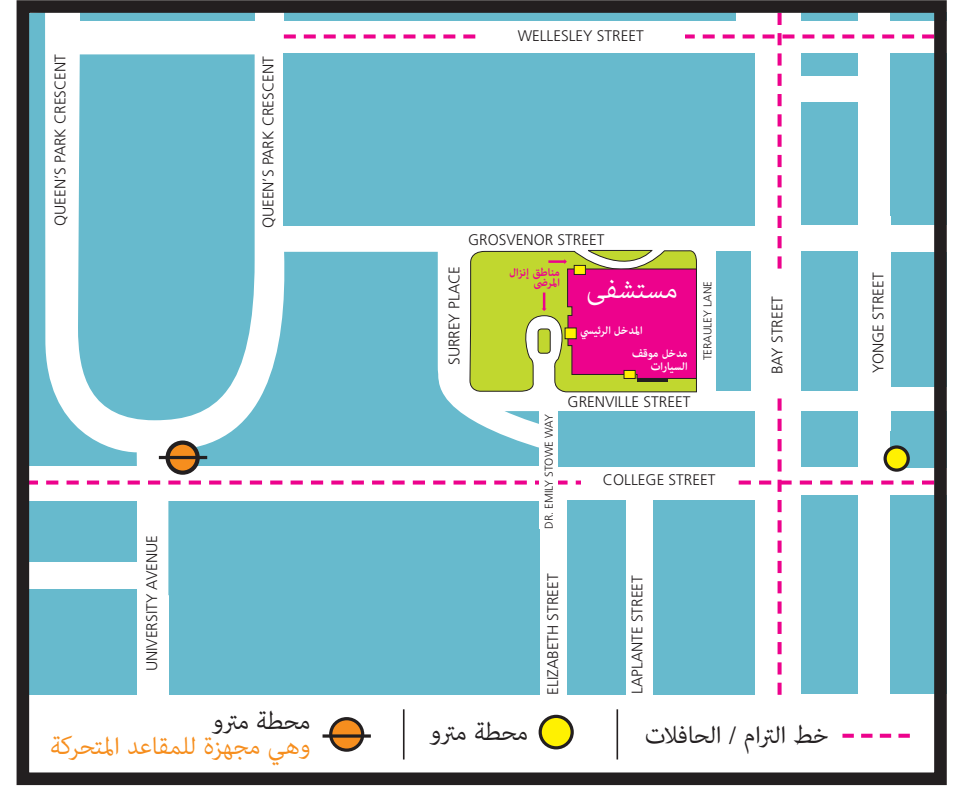 WELLESLEY STREET
QUEEN'S PARK CRESCENT
QUEEN'S PARK CRESCENT
GROSVENOR STREET
مناطق إنزال
المرضى
مستشفى
المدخل الرئيسي
مدخل موقف
السيارات
SURREY PLACE
TERAULEY LANE
BAY STREET
YONGE STREET
GRENVILLE STREET
DR. EMILY STOWE WAY
COLLEGE STREET
UNIVERSITY AVENUE
ELIZABETH STREET
LAPLANTE STREET
خط الترام / الحافلات
محطة مترو
محطة مترو
وهي مجهزة للمقاعد المتحركة